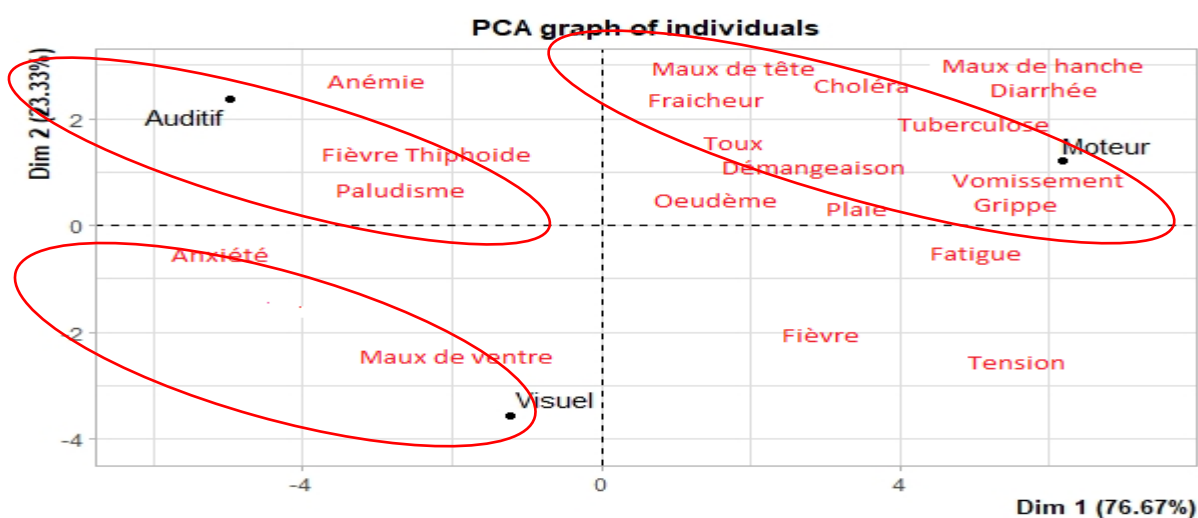 PCA graph of individuals
Dim 2 (23.33%)
Anémie
Maux de tête
Maux de hanche
Choléra
Diarrhée
Auditif
Fraicheur
Tuberculose
Fièvre Thiphoide
Toux
Moteur
Démangeaison
Paludisme
Vomissement
Oeudème
Plaie
Grippe
Anxiété
Fatigue
Fièvre
Maux de ventre
Tension
Visuel
2
0
-2
-4
-4
0
4
Dim 1 (76.67%)